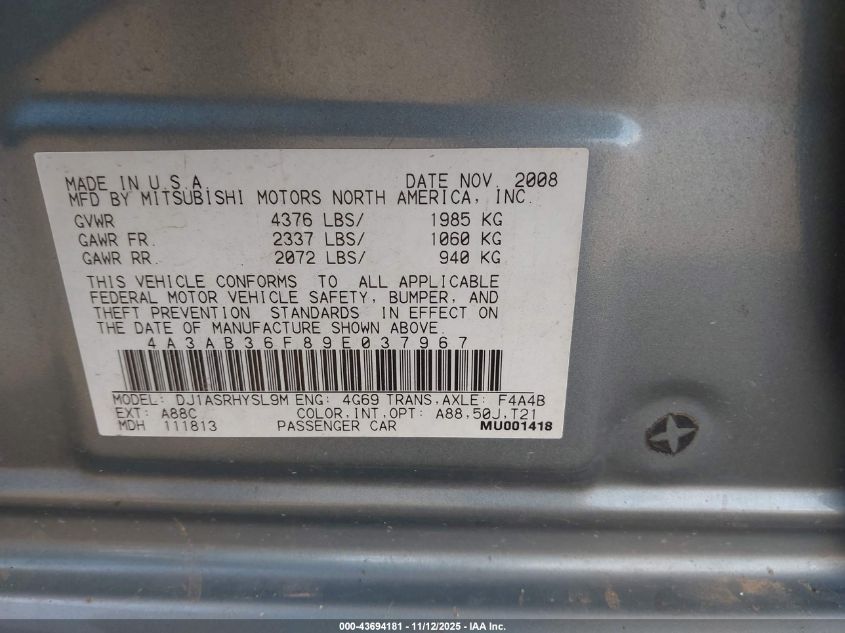 MADE IN U.S.A. DATE NOV. 2008
MFD BY MITSUBISHI MOTORS NORTH AMERICA, INC.
GVWR 4376 LBS/ 1985 KG
GAWR FR. 2337 LBS/ 1060 KG
GAWR RR. 2072 LBS/ 940 KG
THIS VEHICLE CONFORMS TO ALL APPLICABLE
FEDERAL MOTOR VEHICLE SAFETY, BUMPER, AND
THEFT PREVENTION STANDARDS IN EFFECT ON
THE DATE OF MANUFACTURE SHOWN ABOVE.
4A3AB36F89E037967
MODEL: DJ1ASRHYSL9M ENG: 4G69 TRANS,AXLE: F4A4B
EXT: A88C COLOR,INT,OPT: A88,50J,T21
MDH 111813 PASSENGER CAR MU001418
000-43694181 - 11/12/2025 - IAA Inc.